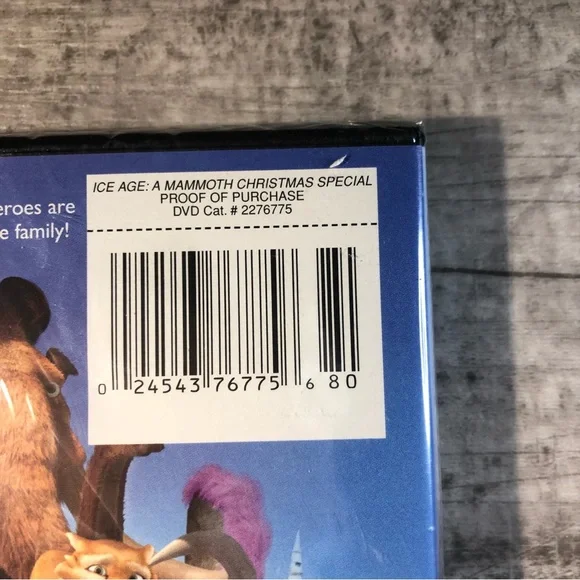 eroes are
e family!
ICE AGE: A MAMMOTH CHRISTMAS SPECIAL
PROOF OF PURCHASE
DVD Cat. # 2276775
0 24543 76775 6 80